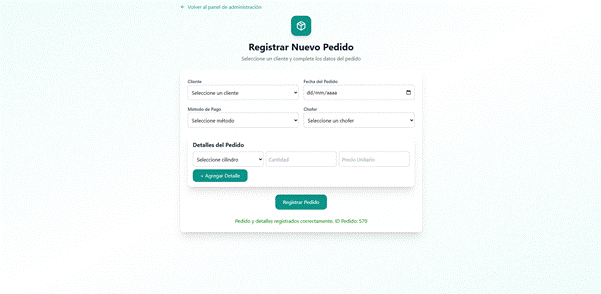 ← Volver al panel de administración
Registrar Nuevo Pedido
Seleccione un cliente y complete los datos del pedido
Cliente Fecha del Pedido
Seleccione un cliente dd/mm/aaaa
Método de Pago Chofer
Seleccione método Seleccione un chofer
Detalles del Pedido
Seleccione cilindro Cantidad Precio Unitario
+ Agregar Detalle
Registrar Pedido
Pedido y detalles registrados correctamente. ID Pedido: 570